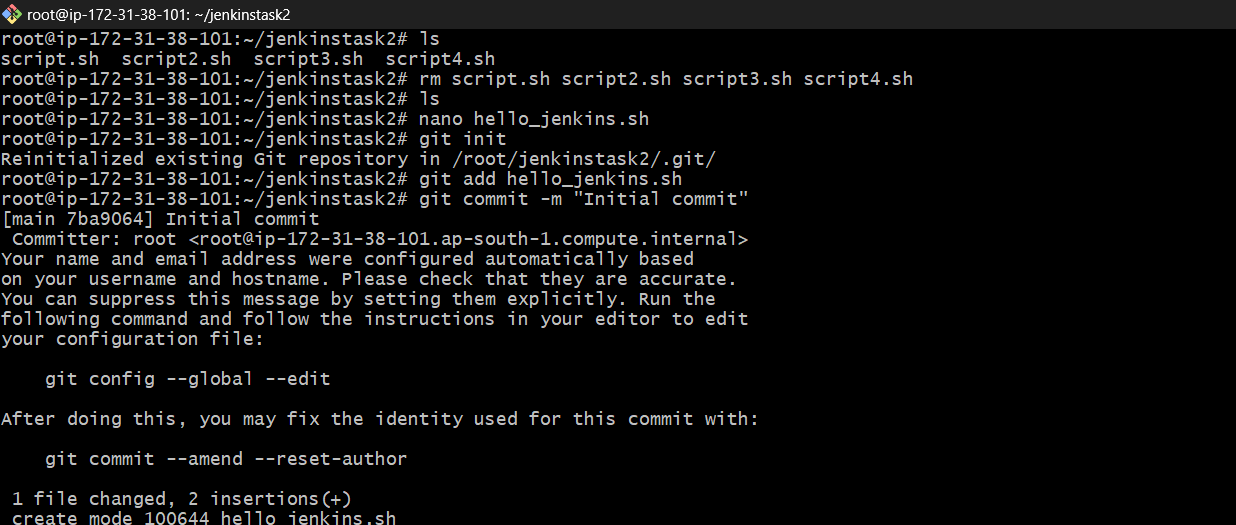 root@ip-172-31-38-101: ~/jenkinstask2
root@ip-172-31-38-101:~/jenkinstask2# ls
script.sh  script2.sh  script3.sh  script4.sh
root@ip-172-31-38-101:~/jenkinstask2# rm script.sh script2.sh script3.sh script4.sh
root@ip-172-31-38-101:~/jenkinstask2# ls
root@ip-172-31-38-101:~/jenkinstask2# nano hello_jenkins.sh
root@ip-172-31-38-101:~/jenkinstask2# git init
Reinitialized existing Git repository in /root/jenkinstask2/.git/
root@ip-172-31-38-101:~/jenkinstask2# git add hello_jenkins.sh
root@ip-172-31-38-101:~/jenkinstask2# git commit -m "Initial commit"
[main 7ba9064] Initial commit
 Committer: root <root@ip-172-31-38-101.ap-south-1.compute.internal>
Your name and email address were configured automatically based
on your username and hostname. Please check that they are accurate.
You can suppress this message by setting them explicitly. Run the
following command and follow the instructions in your editor to edit
your configuration file:

    git config --global --edit

After doing this, you may fix the identity used for this commit with:

    git commit --amend --reset-author

 1 file changed, 2 insertions(+)
 create mode 100644 hello_jenkins.sh